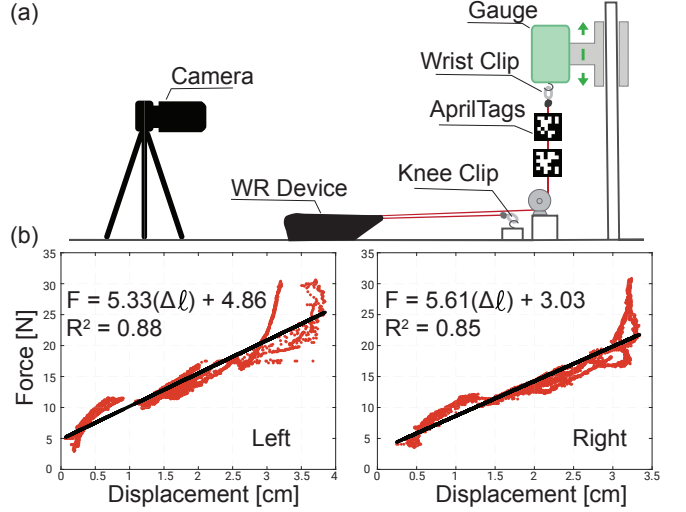 (a)
Gauge
Wrist Clip
Camera
AprilTags
WR Device
Knee Clip
(b)
35
30
25
20
15
10
5
0
Force [N]
F = 5.33(Δℓ) + 4.86
R² = 0.88
Left
0 0.5 1 1.5 2 2.5 3 3.5 4
Displacement [cm]
35
30
25
20
15
10
5
0
F = 5.61(Δℓ) + 3.03
R² = 0.85
Right
0 0.5 1 1.5 2 2.5 3 3.5
Displacement [cm]